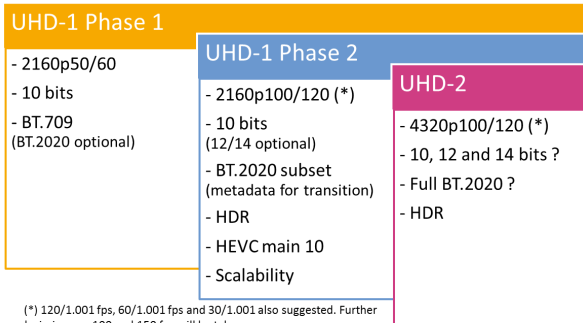 UHD-1 Phase 1
- 2160p50/60
- 10 bits
- BT.709
(BT.2020 optional)
UHD-1 Phase 2
- 2160p100/120 (*)
- 10 bits
(12/14 optional)
- BT.2020 subset
(metadata for transition)
- HDR
- HEVC main 10
- Scalability
UHD-2
- 4320p100/120 (*)
- 10, 12 and 14 bits ?
- Full BT.2020 ?
- HDR
(*) 120/1.001 fps, 60/1.001 fps and 30/1.001 also suggested. Further